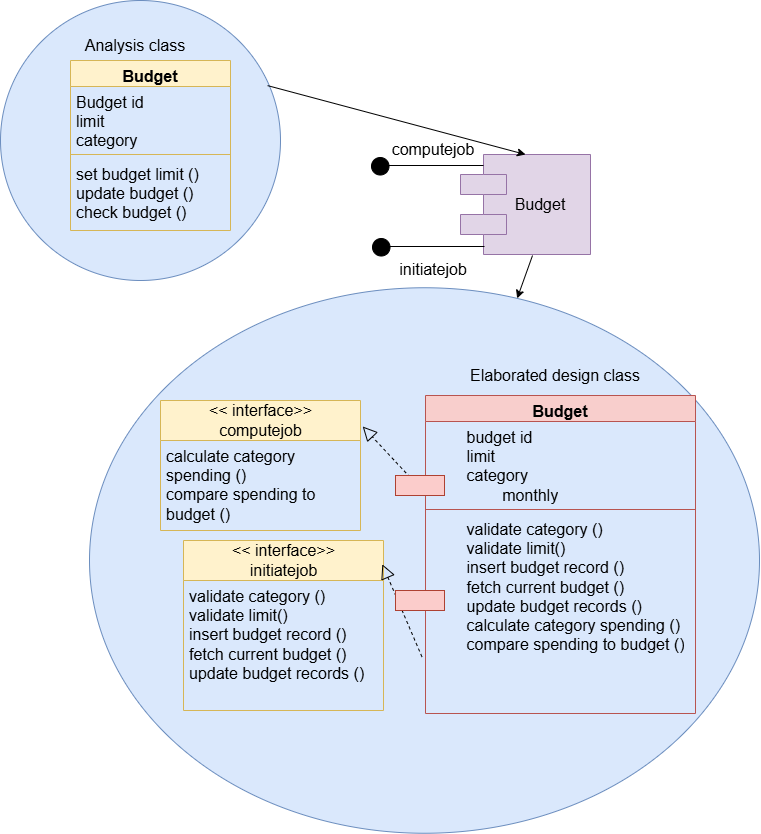 Analysis class
Budget
Budget id
limit
category
set budget limit ()
update budget ()
check budget ()
computejob
Budget
initiatejob
Elaborated design class
<< interface>>
computejob
calculate category
spending ()
compare spending to
budget ()
<< interface>>
initiatejob
validate category ()
validate limit()
insert budget record ()
fetch current budget ()
update budget records ()
Budget
budget id
limit
category
monthly
validate category ()
validate limit()
insert budget record ()
fetch current budget ()
update budget records ()
calculate category spending ()
compare spending to budget ()